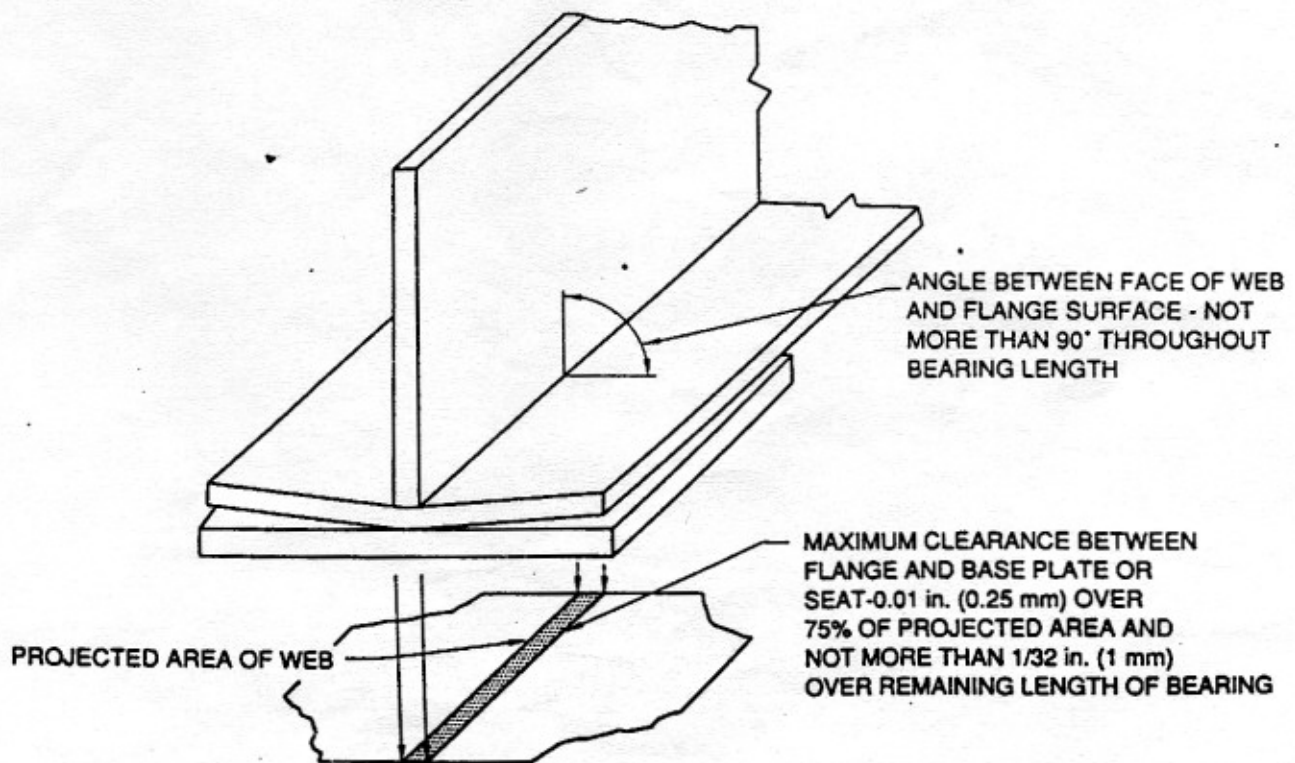 ANGLE BETWEEN FACE OF WEB
AND FLANGE SURFACE - NOT
MORE THAN 90° THROUGHOUT
BEARING LENGTH
MAXIMUM CLEARANCE BETWEEN
FLANGE AND BASE PLATE OR
SEAT-0.01 in. (0.25 mm) OVER
75% OF PROJECTED AREA AND
NOT MORE THAN 1/32 in. (1 mm)
OVER REMAINING LENGTH OF BEARING
PROJECTED AREA OF WEB